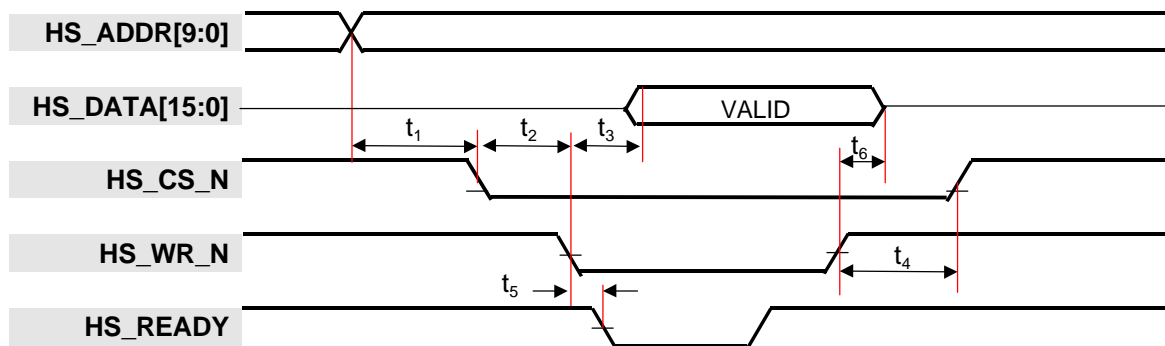 HS_ADDR[9:0]
HS_DATA[15:0]
VALID
t1 t2 t3
t6
HS_CS_N
HS_WR_N
t4
t5
HS_READY